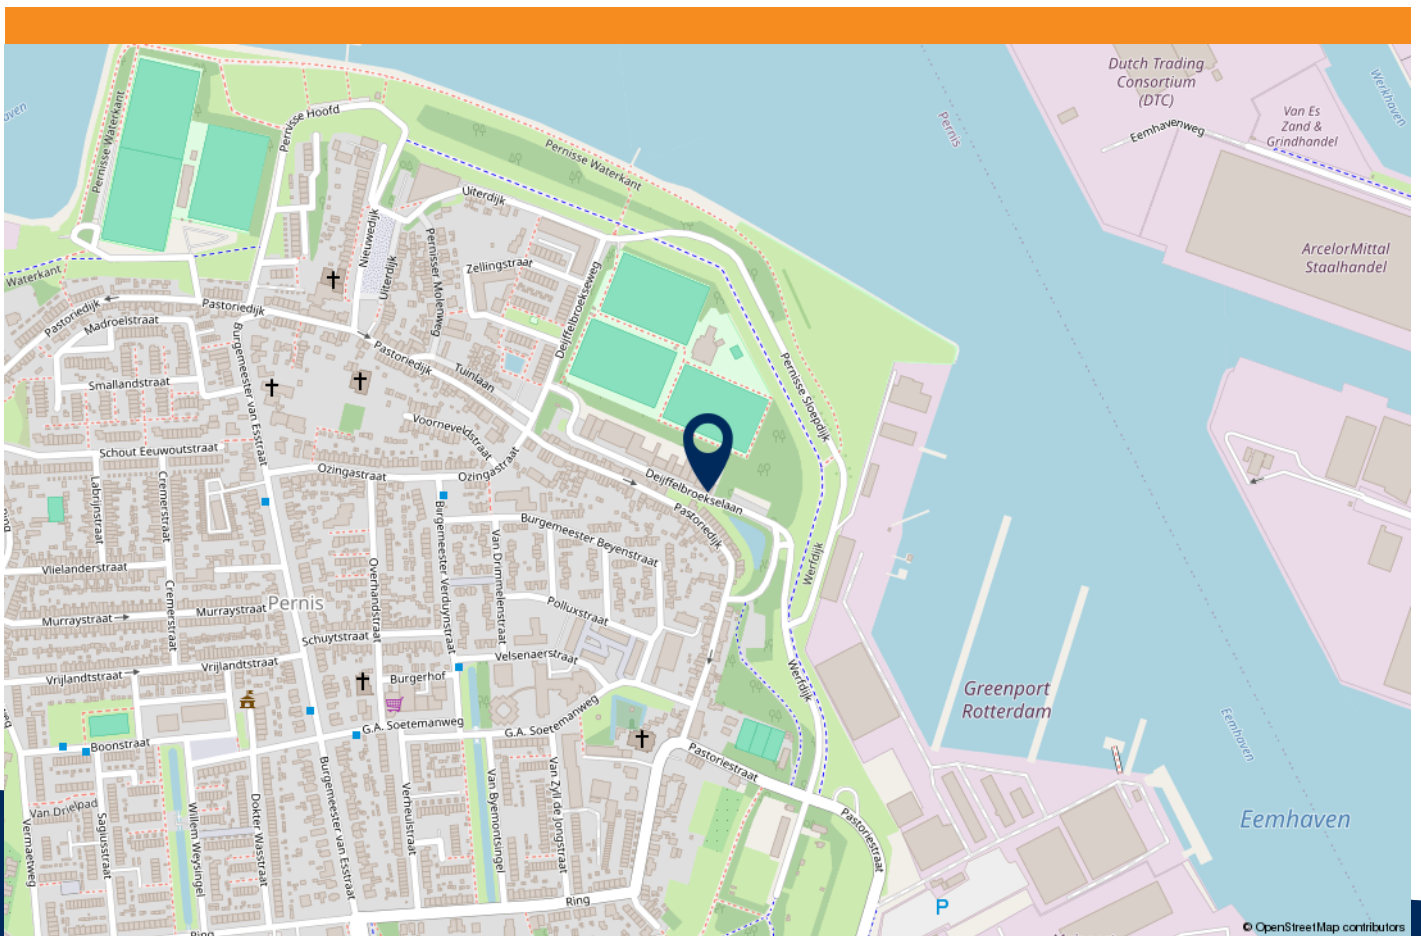 Dutch Trading
Consortium
(DTC)
Van Es
Zand &
Grindhandel
Werkhaven
Eemhavenweg
Pernis
Pernisse Hoofd
Pernisse Waterkant
Pernisse Waterkant
aven
Uiterdijk
Nieuwedijk
Uiterdijk
Pernisser Molenweg
Zellingstraat
Deijffelbroekseweg
ArcelorMittal
Staalhandel
Waterkant
Pastoriedijk
Pastoriedijk
Madroelstraat
Pastoriedijk
Tuinlaan
Smallandstraat
Burgemeester van Esstraat
Pernisse Sloepdijk
Voorneveldstraat
Schout Eeuwoutstraat
Ozingastraat
Ozingastraat
Deijffelbroekselaan
Pastoriedijk
Labrijnstraat
Cremerstraat
Burgemeester Beyenstraat
Burgemeester Verduynstraat
Van Drimmelenstraat
Overhandstraat
Werfdijk
Vlielanderstraat
Cremerstraat
Pernis
Murraystraat
Murraystraat
Polluxstraat
Schuytstraat
Velsenaerstraat
Vrijlandtstraat
Vrijlandtstraat
Burgerhof
Werfdijk
Greenport
Rotterdam
G.A. Soetemanweg
G.A. Soetemanweg
Boonstraat
Pastoriestraat
Eemhaven
Eemhaven
Van Drielpad
Vermaetweg
Sagiusstraat
Willem Weysingel
Dokter Wasstraat
Burgemeester van Esstraat
Verheulstraat
Van Byemontsingel
Van Zyll de Jongstraat
Pastoriestraat
Ring
Ring
P
© OpenStreetMap contributors